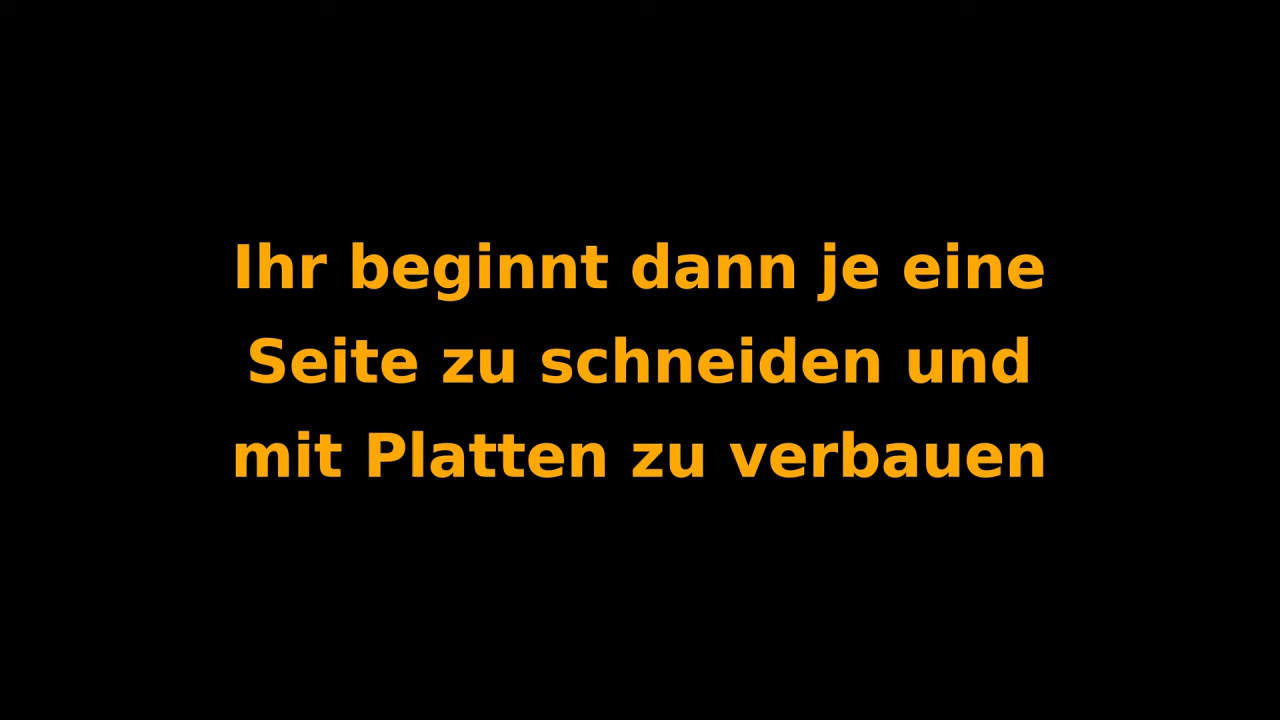 Ihr beginnt dann je eine
Seite zu schneiden und
mit Platten zu verbauen